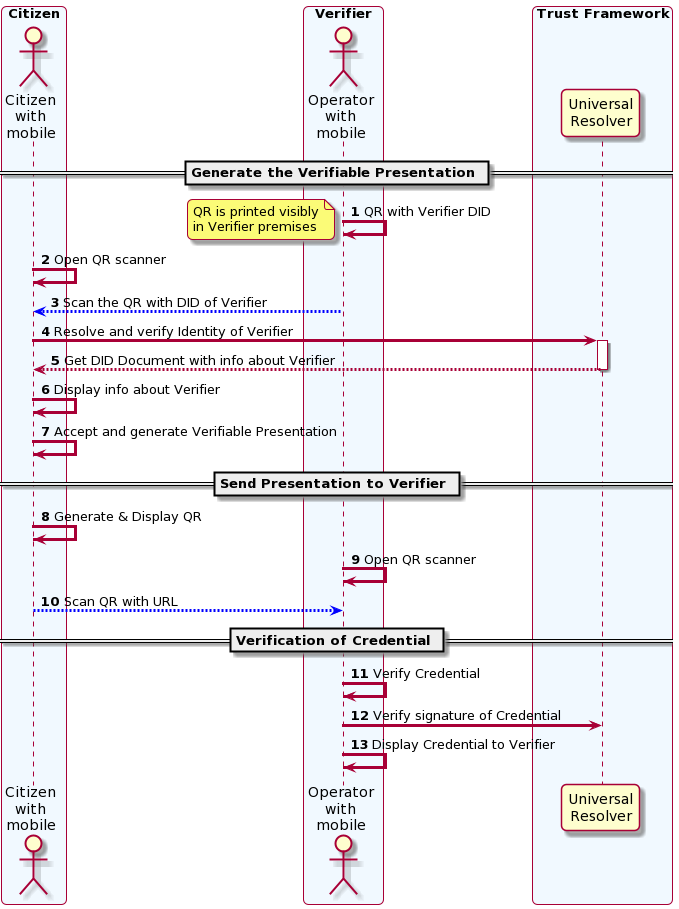 Citizen
Verifier
Trust Framework
Citizen
with
mobile
Operator
with
mobile
Universal
Resolver
Generate the Verifiable Presentation
QR is printed visibly
in Verifier premises
1 QR with Verifier DID
2 Open QR scanner
3 Scan the QR with DID of Verifier
4 Resolve and verify Identity of Verifier
5 Get DID Document with info about Verifier
6 Display info about Verifier
7 Accept and generate Verifiable Presentation
Send Presentation to Verifier
8 Generate & Display QR
9 Open QR scanner
10 Scan QR with URL
Verification of Credential
11 Verify Credential
12 Verify signature of Credential
13 Display Credential to Verifier
Citizen
with
mobile
Operator
with
mobile
Universal
Resolver